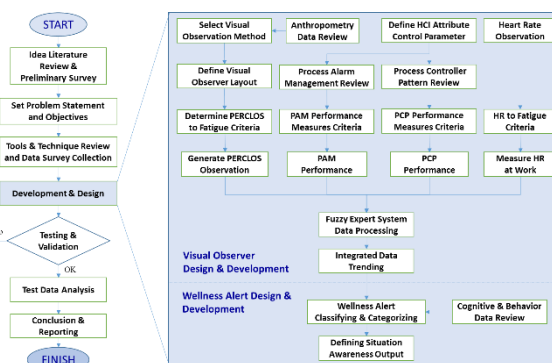 START
Idea Literature
Review &
Preliminary Survey
Set Problem Statement
and Objectives
Tools & Technique Review
and Data Survey Collection
Development & Design
Testing &
Validation
OK
Test Data Analysis
Conclusion &
Reporting
FINISH
Select Visual
Observation Method
Anthropometry
Data Review
Define HCI Attribute
Control Parameter
Heart Rate
Observation
Define Visual
Observer Layout
Process Alarm
Management Review
Process Controller
Pattern Review
Determine PERCLOS
to Fatigue Criteria
PAM Performance
Measures Criteria
PCP Performance
Measures Criteria
HR to Fatigue
Criteria
Generate PERCLOS
Observation
PAM
Performance
PCP
Performance
Measure HR
at Work
Fuzzy Expert System
Data Processing
Integrated Data
Trending
Visual Observer
Design & Development
Wellness Alert Design &
Development
Wellness Alert
Classifying & Categorizing
Cognitive & Behavior
Data Review
Defining Situation
Awareness Output